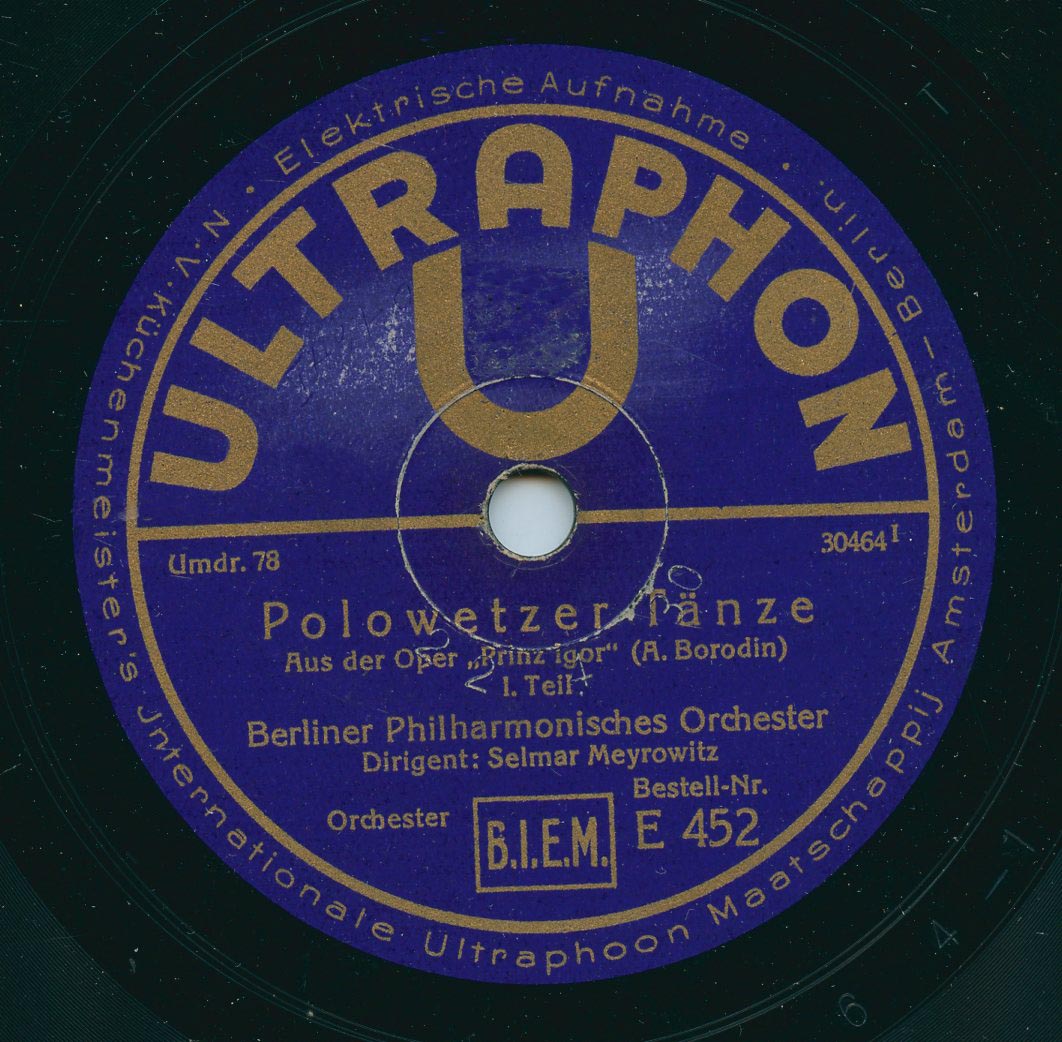 Elektrische Aufnahme
N.V. Küchenmeister's Jnternationale Ultraphoon Maatschappij Amsterdam – Berlin.
ULTRAPHON
U
Umdr. 78
30464 I
Polowetzer Tänze
Aus der Oper „Prinz Igor“ (A. Borodin)
I. Teil
Berliner Philharmonisches Orchester
Dirigent: Selmar Meyrowitz
Bestell-Nr.
Orchester
B.I.E.M.
E 452